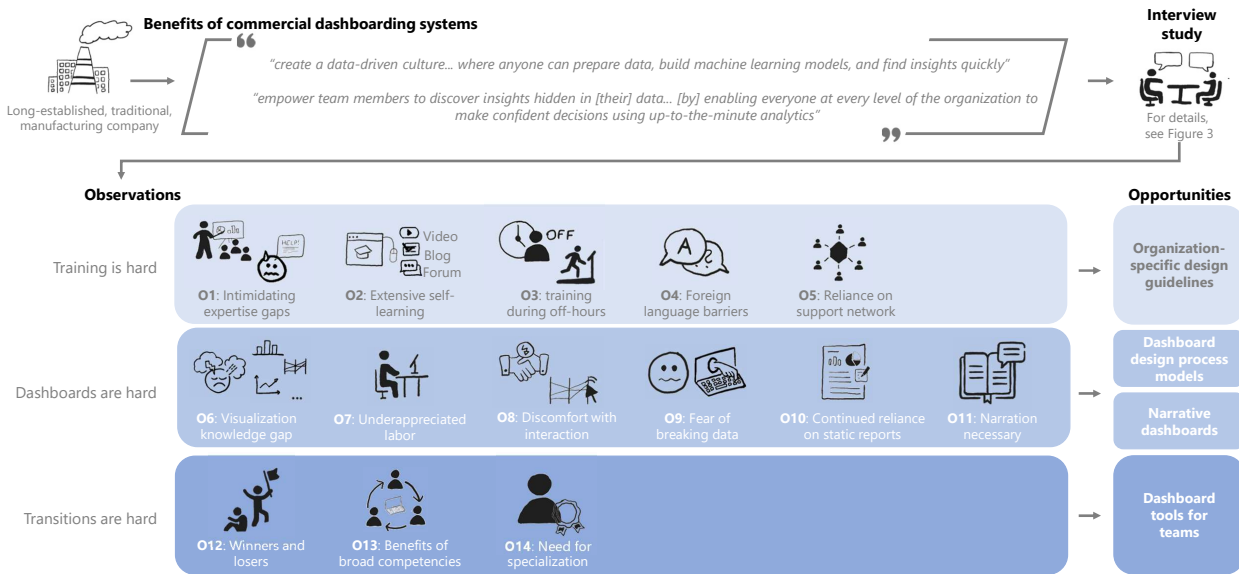 Benefits of commercial dashboarding systems
“create a data-driven culture... where anyone can prepare data, build machine learning models, and find insights quickly”
“empower team members to discover insights hidden in [their] data... [by] enabling everyone at every level of the organization to
make confident decisions using up-to-the-minute analytics”
Long-established, traditional,
manufacturing company
Interview
study
For details,
see Figure 3
Observations
Opportunities
Training is hard
HELP!
Video
Blog
Forum
OFF
A
?
O1: Intimidating
expertise gaps
O2: Extensive self-
learning
O3: training
during off-hours
O4: Foreign
language barriers
O5: Reliance on
support network
Organization-
specific design
guidelines
Dashboards are hard
...
O6: Visualization
knowledge gap
O7: Underappreciated
labor
O8: Discomfort with
interaction
O9: Fear of
breaking data
O10: Continued reliance
on static reports
O11: Narration
necessary
Dashboard
design process
models
Narrative
dashboards
Transitions are hard
O12: Winners and
losers
O13: Benefits of
broad competencies
O14: Need for
specialization
Dashboard
tools for
teams